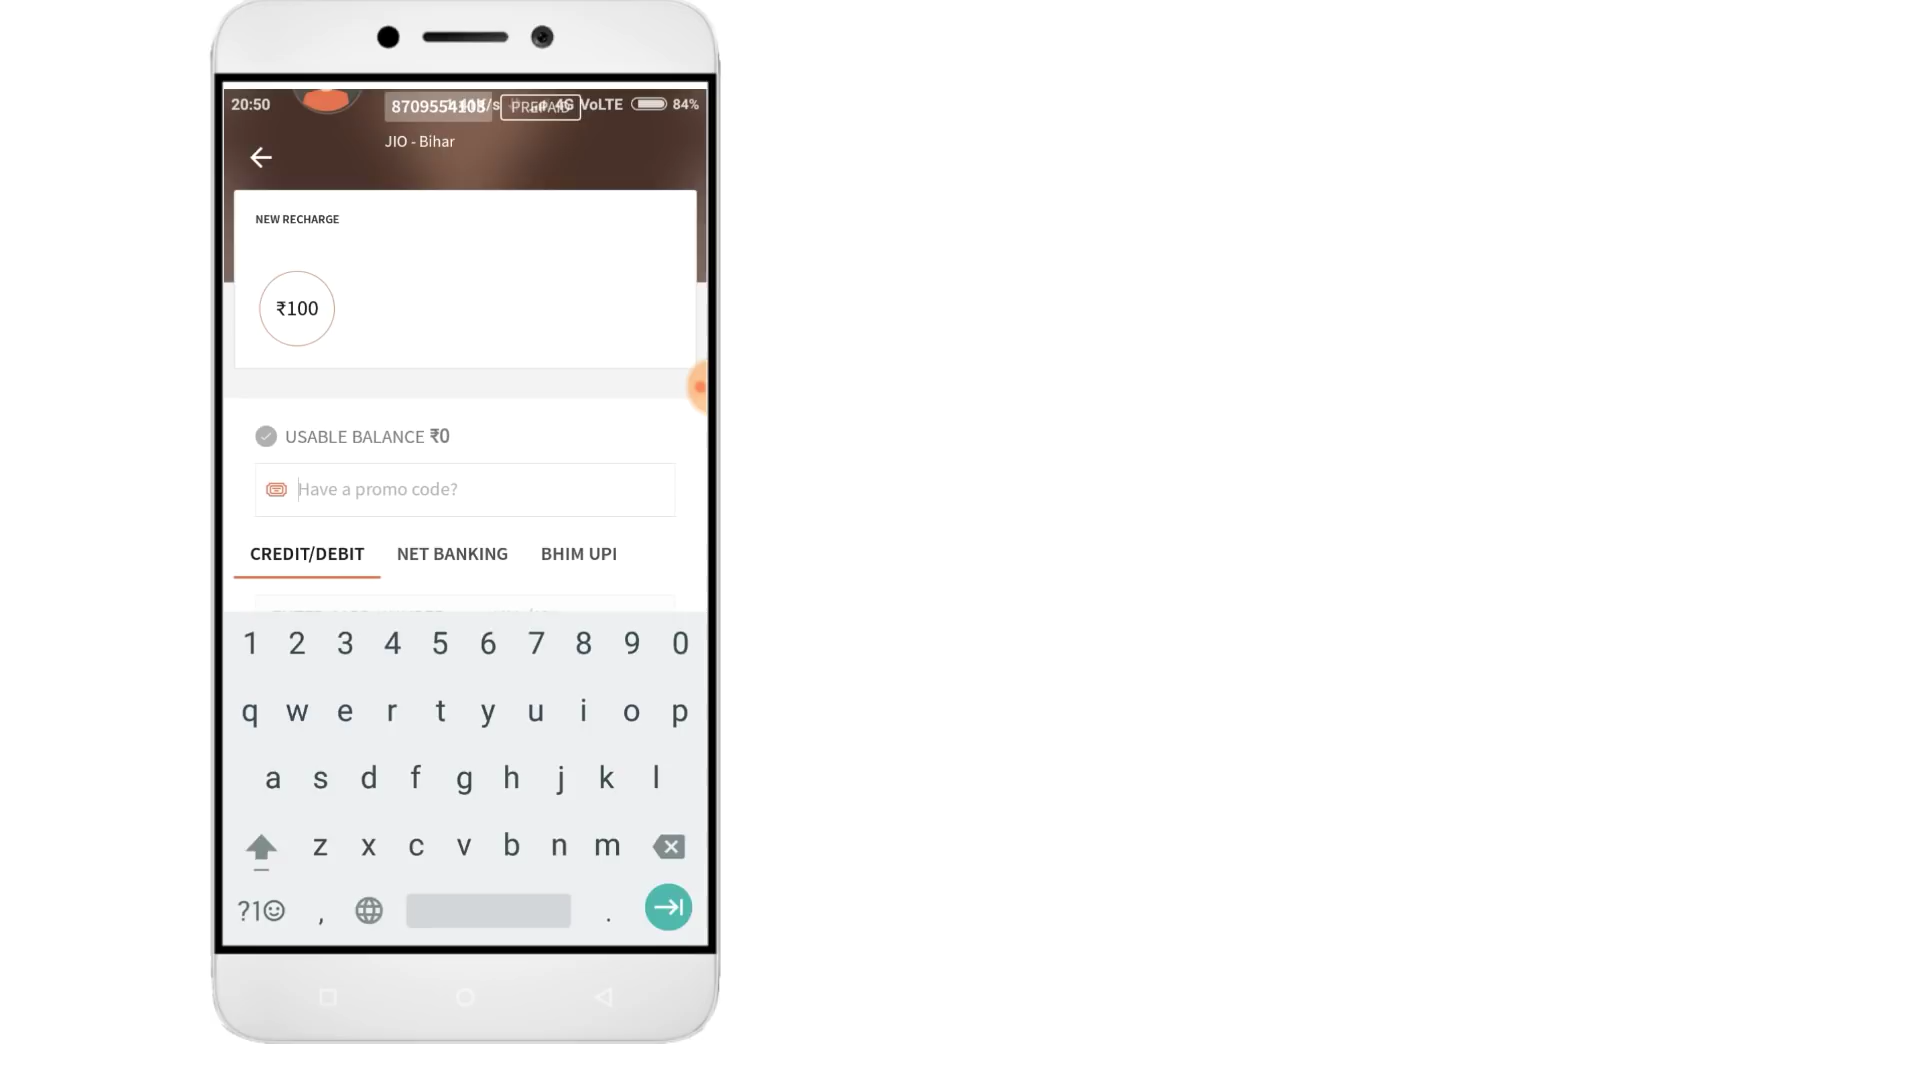 20:50
8709554103
PREPAID
4G VoLTE
84%
JIO - Bihar
NEW RECHARGE
₹100
USABLE BALANCE ₹0
Have a promo code?
CREDIT/DEBIT NET BANKING BHIM UPI
1 2 3 4 5 6 7 8 9 0
q w e r t y u i o p
a s d f g h j k l
z x c v b n m
?1☺ , .